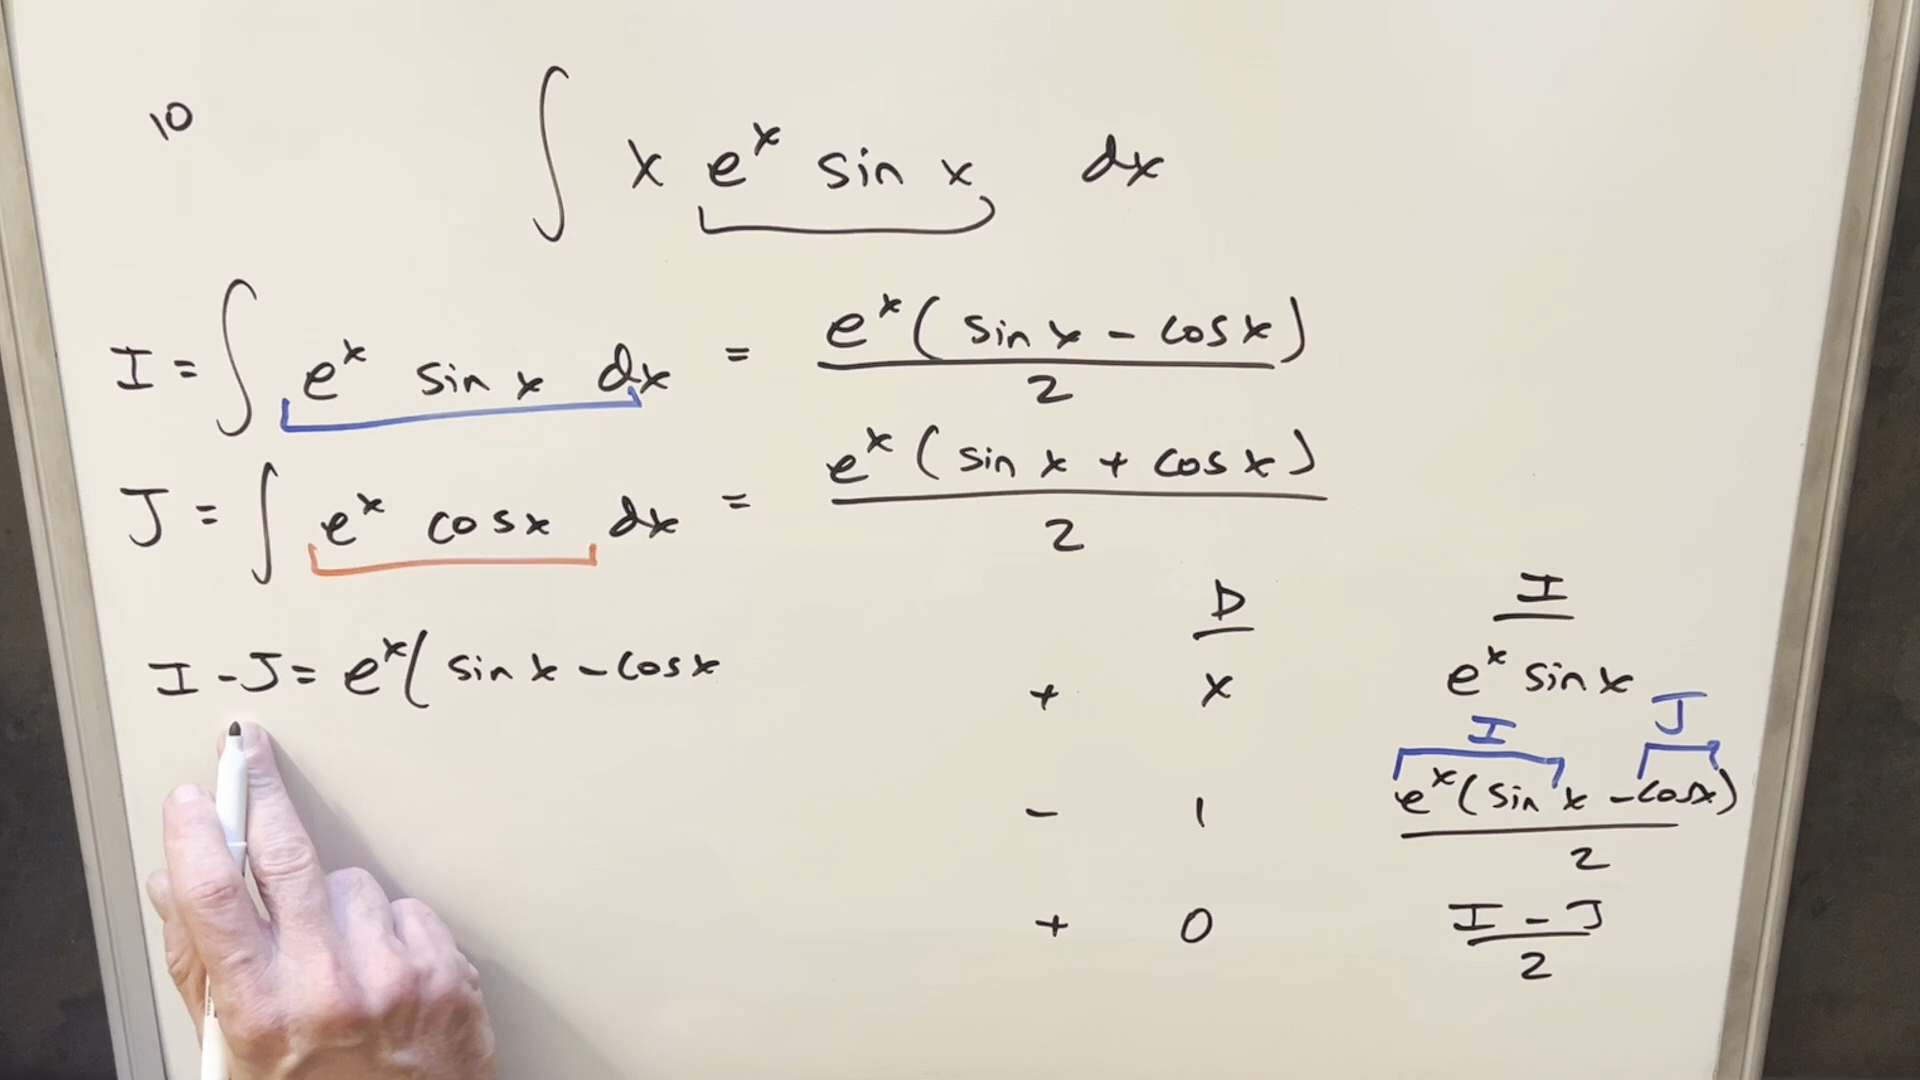 10
∫ x e^x sin x dx
I = ∫ e^x sin x dx = e^x ( sin x - cos x ) / 2
J = ∫ e^x cos x dx = e^x ( sin x + cos x ) / 2
I - J = e^x ( sin x - cos x
D I
+ x e^x sin x
I J
- 1 e^x ( sin x - cos x ) / 2
+ 0 I - J / 2